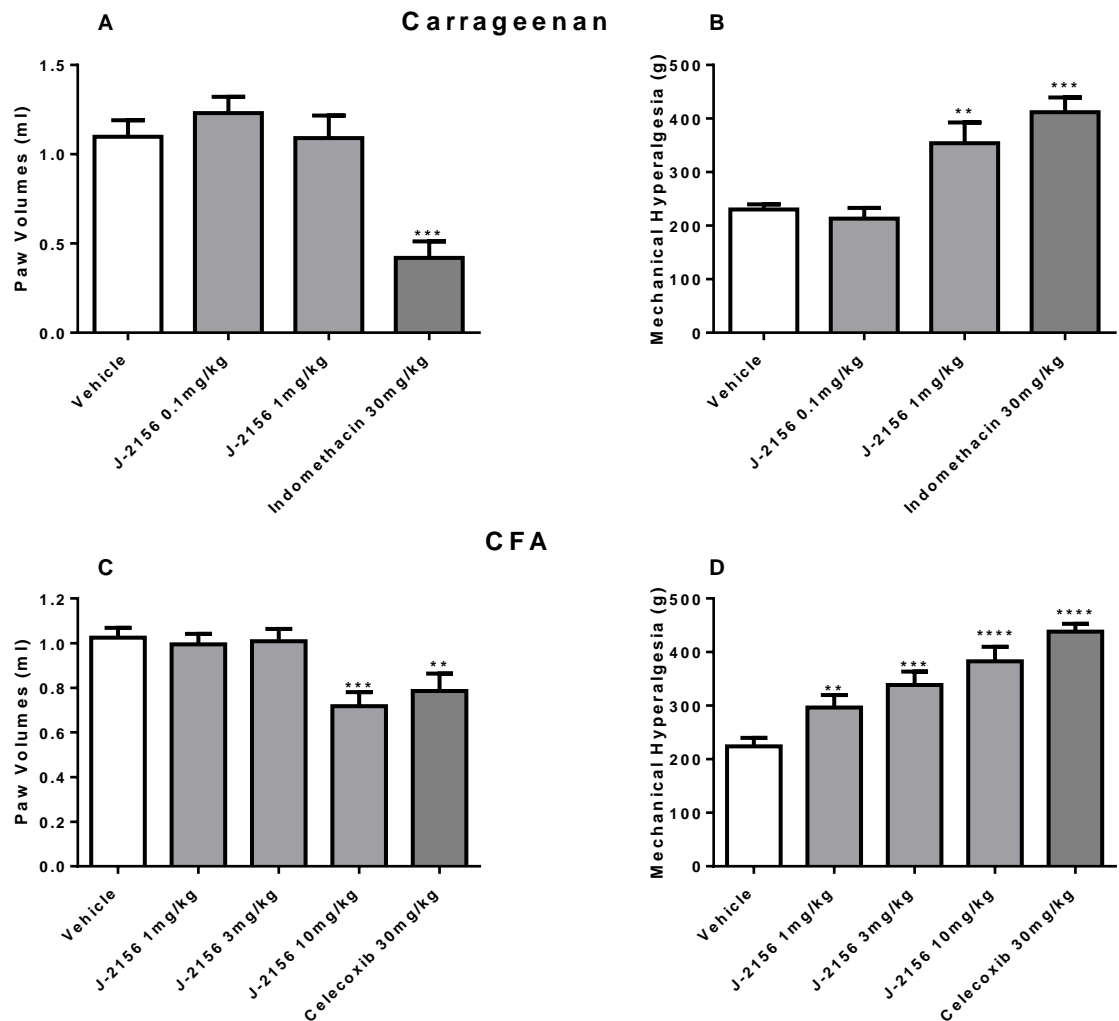 Carrageenan
A
Paw Volumes (ml)
1.5
1.0
0.5
0.0
***
Vehicle
J-2156 0.1mg/kg
J-2156 1mg/kg
Indomethacin 30mg/kg
B
Mechanical Hyperalgesia (g)
500
400
300
200
100
0
**
***
Vehicle
J-2156 0.1mg/kg
J-2156 1mg/kg
Indomethacin 30mg/kg
CFA
C
Paw Volumes (ml)
1.2
1.0
0.8
0.6
0.4
0.2
0.0
***
**
Vehicle
J-2156 1mg/kg
J-2156 3mg/kg
J-2156 10mg/kg
Celecoxib 30mg/kg
D
Mechanical Hyperalgesia (g)
500
400
300
200
100
0
**
***
****
****
Vehicle
J-2156 1mg/kg
J-2156 3mg/kg
J-2156 10mg/kg
Celecoxib 30mg/kg